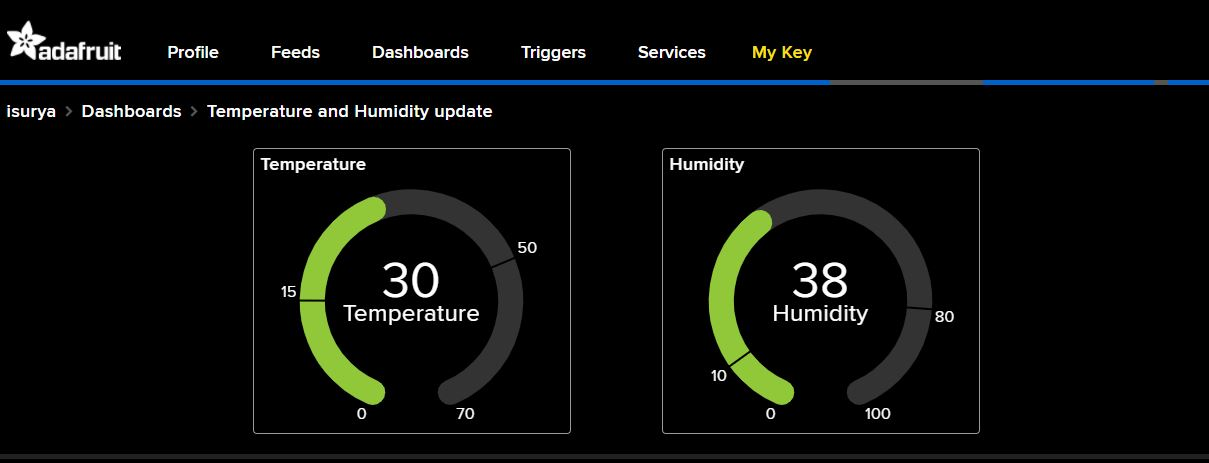 adafruit Profile Feeds Dashboards Triggers Services My Key
isurya > Dashboards > Temperature and Humidity update
Temperature
50
15
30
Temperature
0
70
Humidity
38
Humidity
80
10
0
100